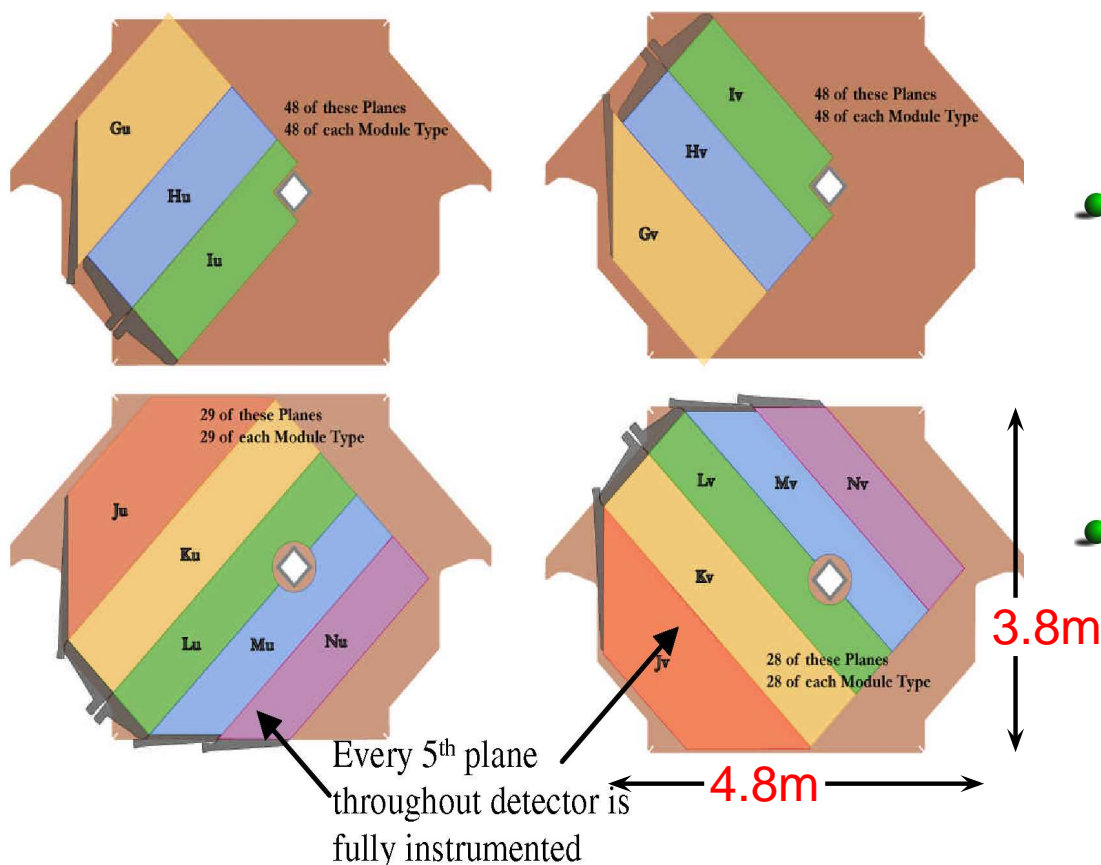 Gu
48 of these Planes
48 of each Module Type
Hu
Iu
Iv
48 of these Planes
48 of each Module Type
Hv
Gv
29 of these Planes
29 of each Module Type
Ju
Ku
Lu
Mu
Nu
Lv
Mv
Nv
Kv
Jv
28 of these Planes
28 of each Module Type
3.8m
4.8m
Every 5th plane
throughout detector is
fully instrumented